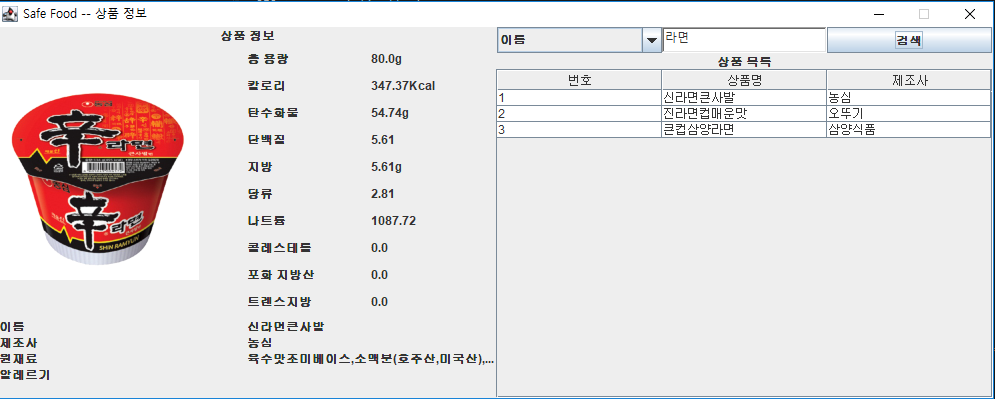 Safe Food -- 상품 정보
상품 정보
총 용량 80.0g
칼로리 347.37Kcal
탄수화물 54.74g
단백질 5.61
지방 5.61g
당류 2.81
나트륨 1087.72
콜레스테롤 0.0
포화 지방산 0.0
트랜스지방 0.0
농심
辛라면
큰사발면
辛라면
SHIN RAMYUN
이름 신라면큰사발
제조사 농심
원재료 육수맛조미베이스,소맥분(호주산,미국산),...
알레르기
이름 라면 검색
상품 목록
번호 상품명 제조사
1 신라면큰사발 농심
2 진라면컵매운맛 오뚜기
3 큰컵삼양라면 삼양식품